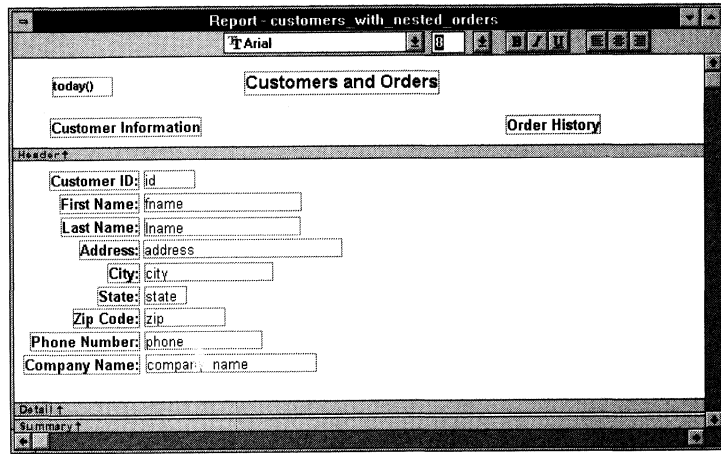 Report - customers_with_nested_orders
Arial
B I U
today()
Customers and Orders
Customer Information
Order History
Header ↑
Customer ID: id
First Name: fname
Last Name: lname
Address: address
City: city
State: state
Zip Code: zip
Phone Number: phone
Company Name: company name
Detail ↑
Summary ↑